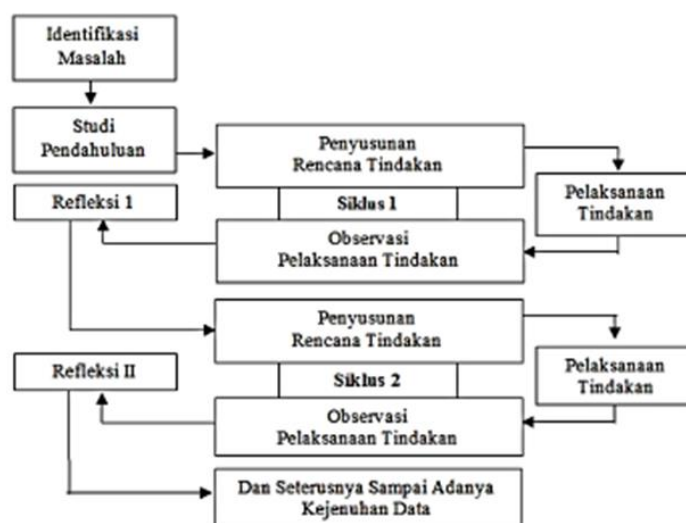 Identifikasi
Masalah
Studi
Pendahuluan
Penyusunan
Rencana Tindakan
Pelaksanaan
Tindakan
Refleksi 1
Siklus 1
Observasi
Pelaksanaan Tindakan
Penyusunan
Rencana Tindakan
Pelaksanaan
Tindakan
Refleksi II
Siklus 2
Observasi
Pelaksanaan Tindakan
Dan Seterusnya Sampai Adanya
Kejenuhan Data